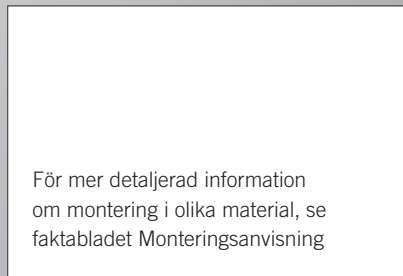 För mer detaljerad information
om montering i olika material, se
faktabladet Monteringsanvisning